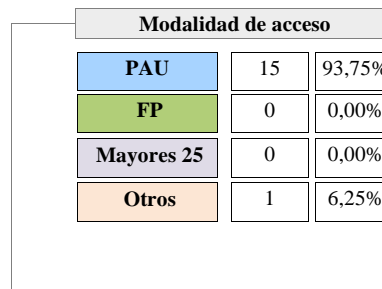 Modalidad de acceso
PAU 15 93,75%
FP 0 0,00%
Mayores 25 0 0,00%
Otros 1 6,25%